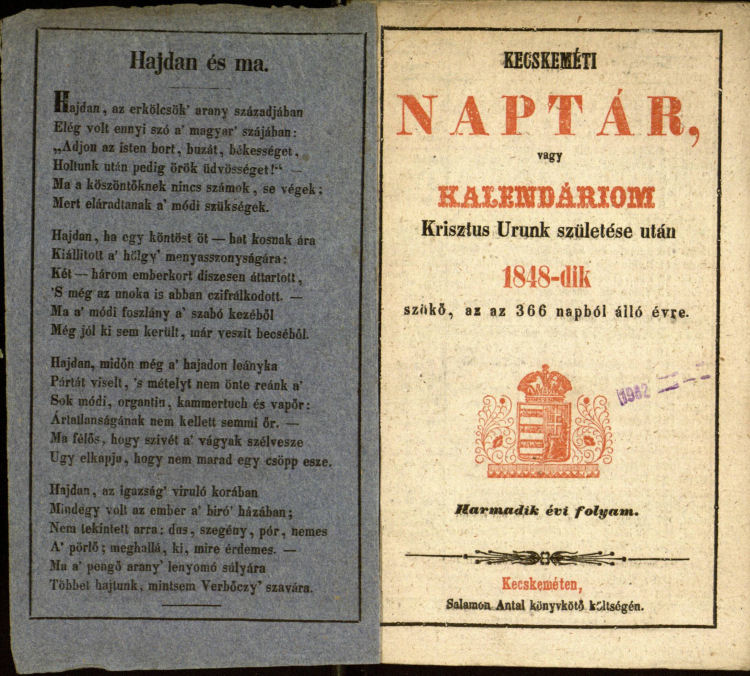 Hajdan és ma.
Hajdan, az erkölcsök' arany századjában
Elég volt ennyi szó a' magyar' szájában:
„Adjon az isten bort, buzát, békességet,
Holtunk után pedig örök üdvösséget!“ —
Ma a köszöntőknek nincs számok, se végek;
Mert eláradtanak a' módi szükségek.
Hajdan, ha egy köntöst öt — hat kosnak ára
Kiállított a' hölgy' menyasszonyságára:
Két — három emberkort díszesen áttartott,
'S még az unoka is abban czifrálkodott. —
Ma a' módi foszlány a' szabó kezéből
Még jól ki sem került, már veszít becséből.
Hajdan, midőn még a' hajadon leányka
Pártát viselt, 's mételyt nem önte reánk a'
Sok módi, organtin, kammertuch és vapőr:
Ártatlanságának nem kellett semmi őr. —
Ma félős, hogy szivét a' vágyak szélvesze
Ugy elkapja, hogy nem marad egy csöpp esze.
Hajdan, az igazság' viruló korában
Mindégy volt az ember a' biró' házában;
Nem tekintett arra: dus, szegény, pór, nemes
A' pörlő; meghallá, ki, mire érdemes. —
Ma a' pengő arany' lenyomó súlyára
Többet hajtunk, mintsem Verbőczy' szavára.
KECSKEMÉTI
NAPTÁR,
vagy
KALENDÁRIOM
Krisztus Urunk születése után
1848-dik
szökő, az az 366 napból álló évre.
1982
Harmadik évi folyam.
Kecskeméten,
Salamon Antal könyvkötő költségén.